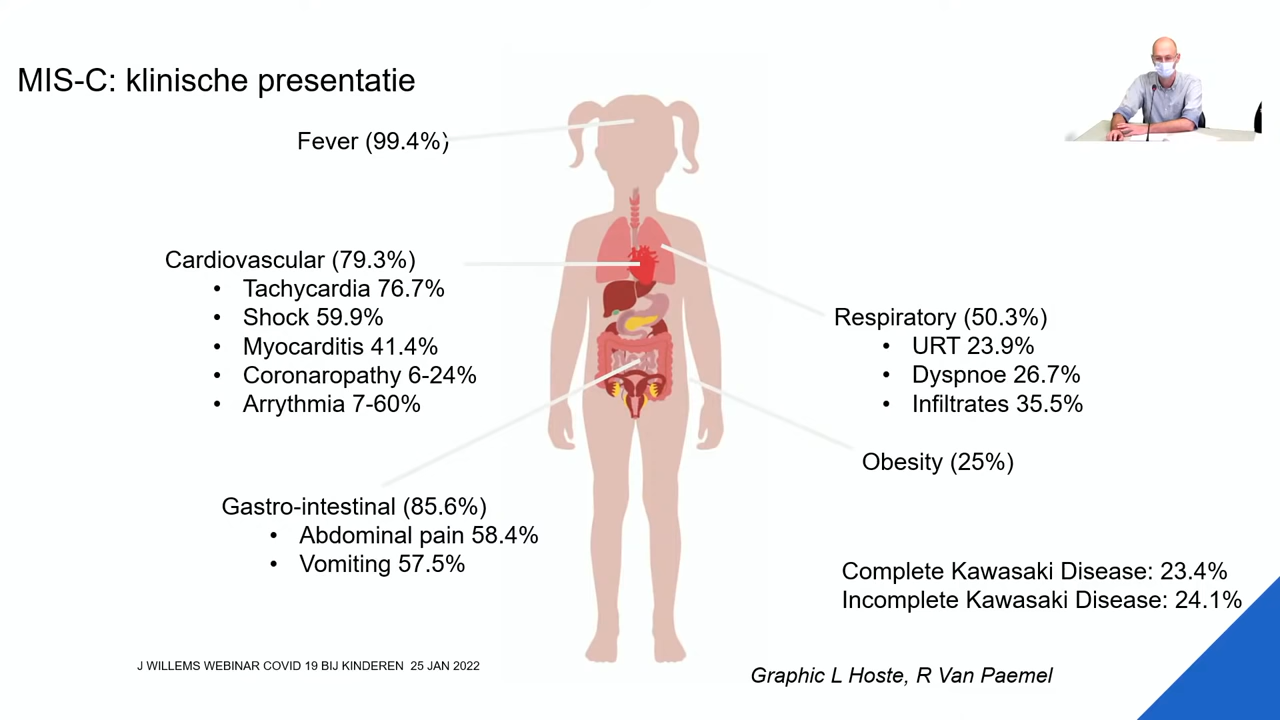 MIS-C: klinische presentatie
Fever (99.4%)
Cardiovascular (79.3%)
• Tachycardia 76.7%
• Shock 59.9%
• Myocarditis 41.4%
• Coronaropathy 6-24%
• Arrythmia 7-60%
Gastro-intestinal (85.6%)
• Abdominal pain 58.4%
• Vomiting 57.5%
Respiratory (50.3%)
• URT 23.9%
• Dyspnoe 26.7%
• Infiltrates 35.5%
Obesity (25%)
Complete Kawasaki Disease: 23.4%
Incomplete Kawasaki Disease: 24.1%
J WILLEMS WEBINAR COVID 19 BIJ KINDEREN 25 JAN 2022
Graphic L Hoste, R Van Paemel